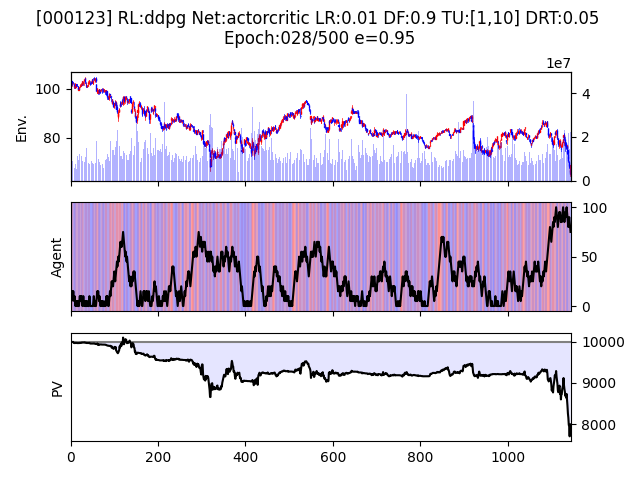 [000123] RL:ddpg Net:actorcritic LR:0.01 DF:0.9 TU:[1,10] DRT:0.05
Epoch:028/500 e=0.95
1e7
100
80
Env.
4
2
0
Agent
100
50
0
PV
10000
9000
8000
0
200
400
600
800
1000